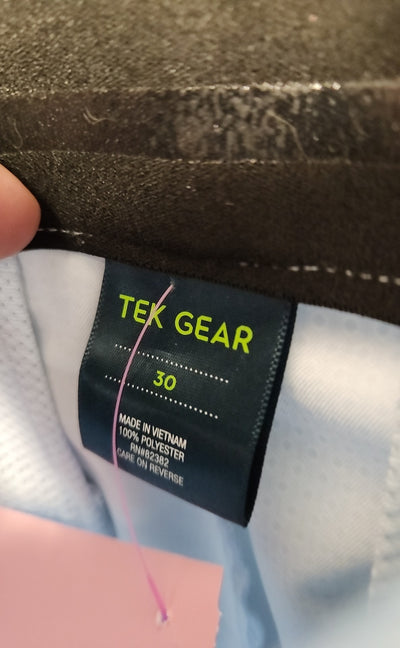 TEK GEAR
30
MADE IN VIETNAM
100% POLYESTER
RN#82382
CARE ON REVERSE